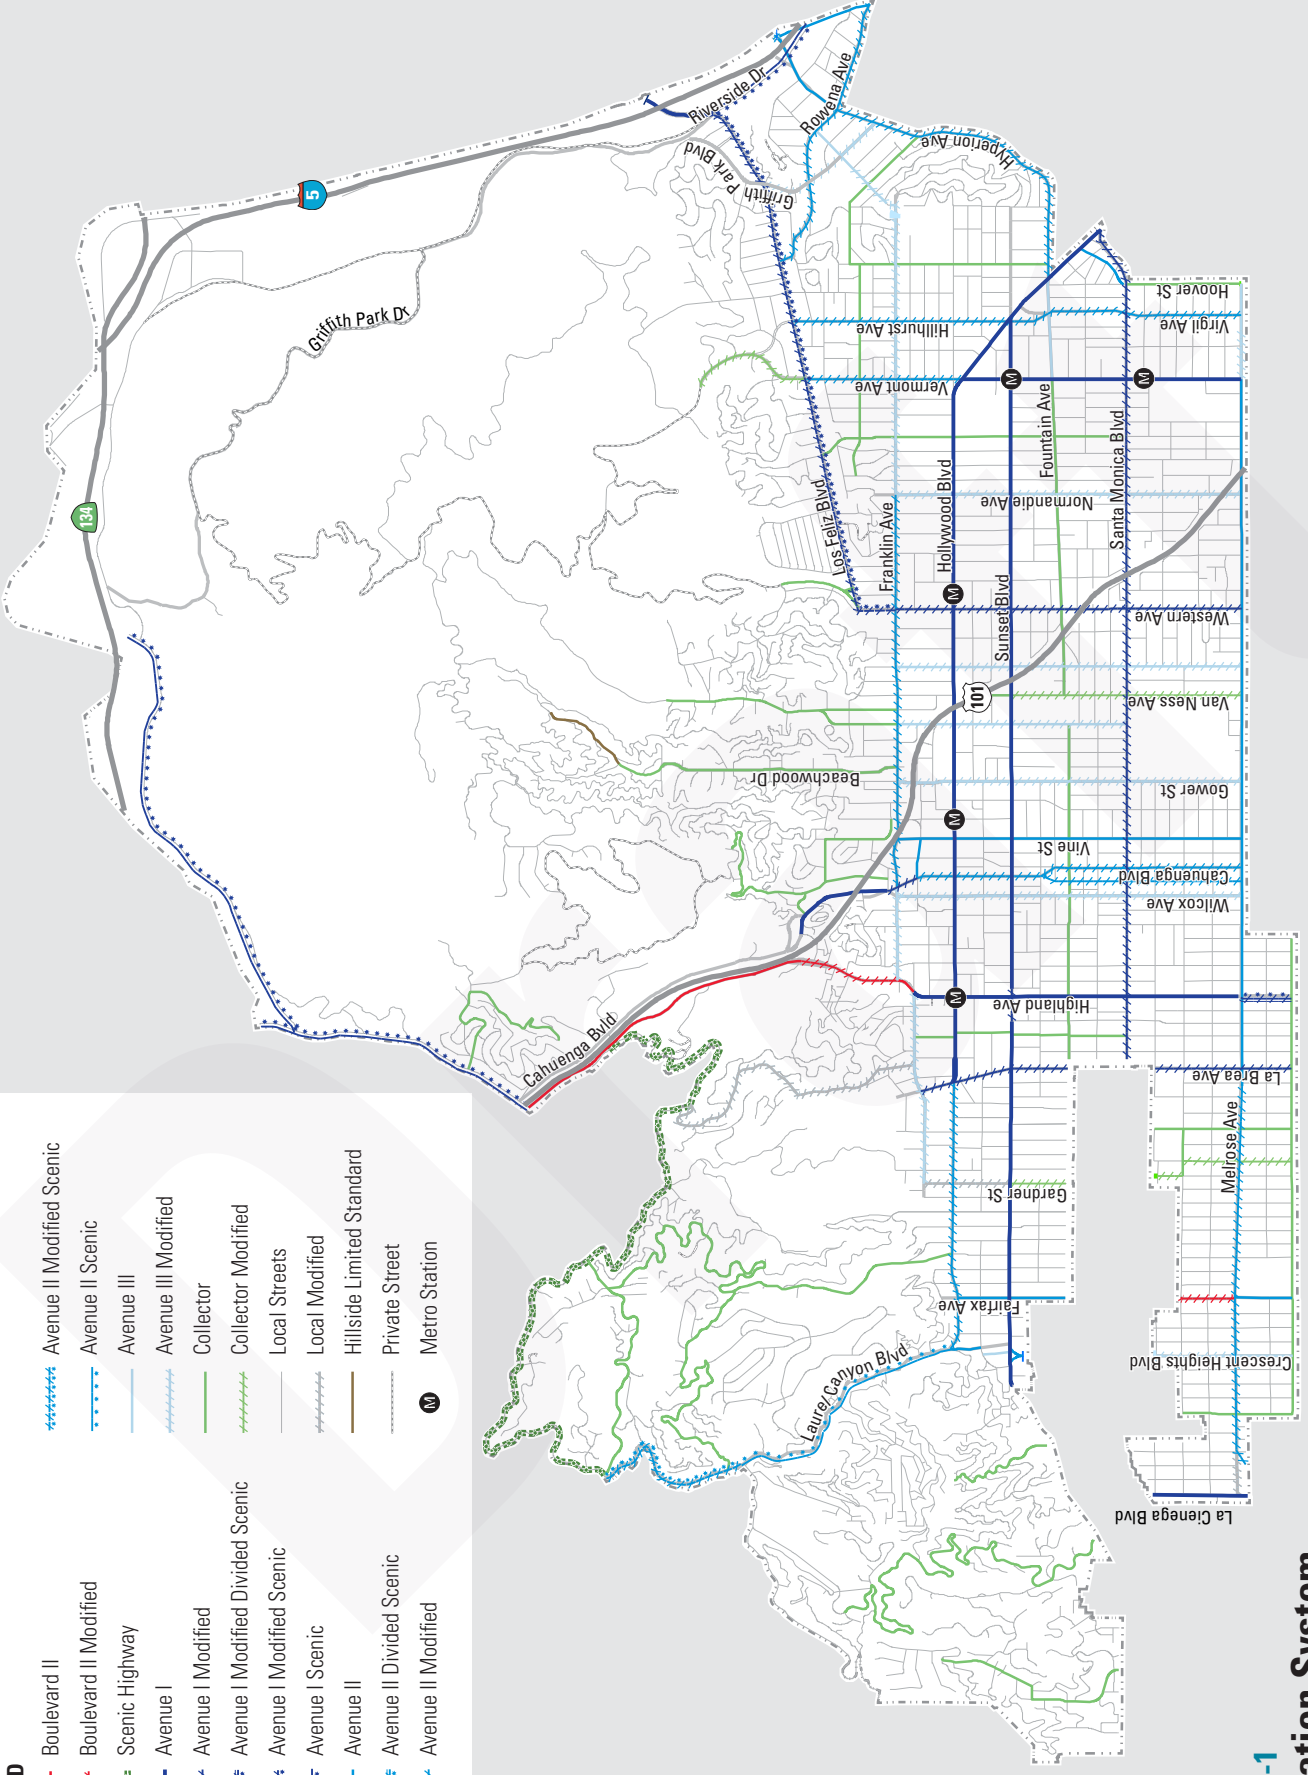 D
Boulevard II
Boulevard II Modified
Scenic Highway
Avenue I
Avenue I Modified
Avenue I Modified Divided Scenic
Avenue I Modified Scenic
Avenue I Scenic
Avenue II
Avenue II Divided Scenic
Avenue II Modified
Avenue II Modified Scenic
Avenue II Scenic
Avenue III
Avenue III Modified
Collector
Collector Modified
Local Streets
Local Modified
Hillside Limited Standard
Private Street
M
Metro Station
134
5
101
Griffith Park Dr
Riverside Dr
Griffith Park Blvd
Rowena Ave
Hyperion Ave
Los Feliz Blvd
Hillhurst Ave
Vermont Ave
Franklin Ave
Hollywood Blvd
Sunset Blvd
Fountain Ave
Santa Monica Blvd
Normandie Ave
Hoover St
Virgil Ave
Western Ave
Van Ness Ave
Beachwood Dr
Gower St
Vine St
Cahuenga Blvd
Wilcox Ave
Highland Ave
Cahuenga Bvld
La Brea Ave
Melrose Ave
Gardner St
Fairfax Ave
Crescent Heights Blvd
Laurel Canyon Blvd
La Cienega Blvd
M
M
M
M
M
-1
ation System